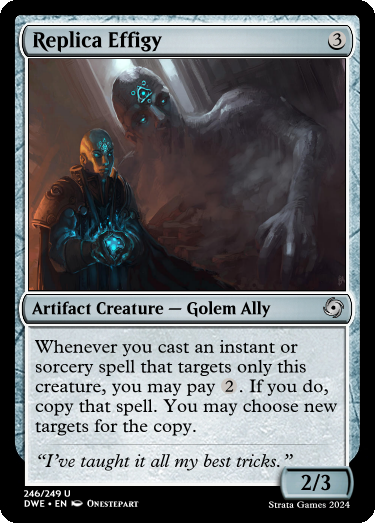 Replica Effigy 3
Artifact Creature — Golem Ally
Whenever you cast an instant or
sorcery spell that targets only this
creature, you may pay 2. If you do,
copy that spell. You may choose new
targets for the copy.
“I’ve taught it all my best tricks.”
2/3
246/249 U
DWE • EN Onestepart
Strata Games 2024